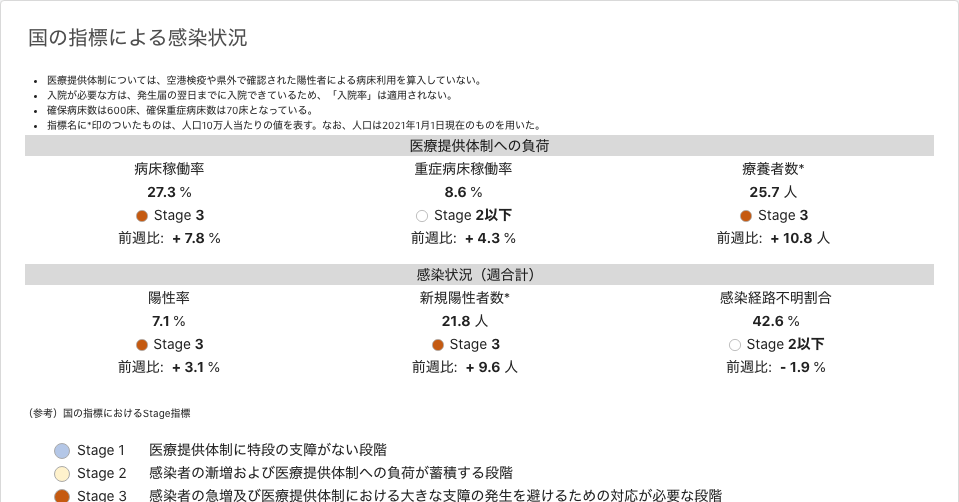 国の指標による感染状況
• 医療提供体制については、空港検疫や県外で確認された陽性者による病床利用を算入していない。
• 入院が必要な方は、発生届の翌日までに入院できているため、「入院率」は適用されない。
• 確保病床数は600床、確保重症病床数は70床となっている。
• 指標名に*印のついたものは、人口10万人当たりの値を表す。なお、人口は2021年1月1日現在のものを用いた。
医療提供体制への負荷
病床稼働率 重症病床稼働率 療養者数*
27.3 % 8.6 % 25.7 人
Stage 3 Stage 2以下 Stage 3
前週比: + 7.8 % 前週比: + 4.3 % 前週比: + 10.8 人
感染状況（週合計）
陽性率 新規陽性者数* 感染経路不明割合
7.1 % 21.8 人 42.6 %
Stage 3 Stage 3 Stage 2以下
前週比: + 3.1 % 前週比: + 9.6 人 前週比: - 1.9 %
（参考）国の指標におけるStage指標
Stage 1 医療提供体制に特段の支障がない段階
Stage 2 感染者の漸増および医療提供体制への負荷が蓄積する段階
Stage 3 感染者の急増及び医療提供体制における大きな支障の発生を避けるための対応が必要な段階